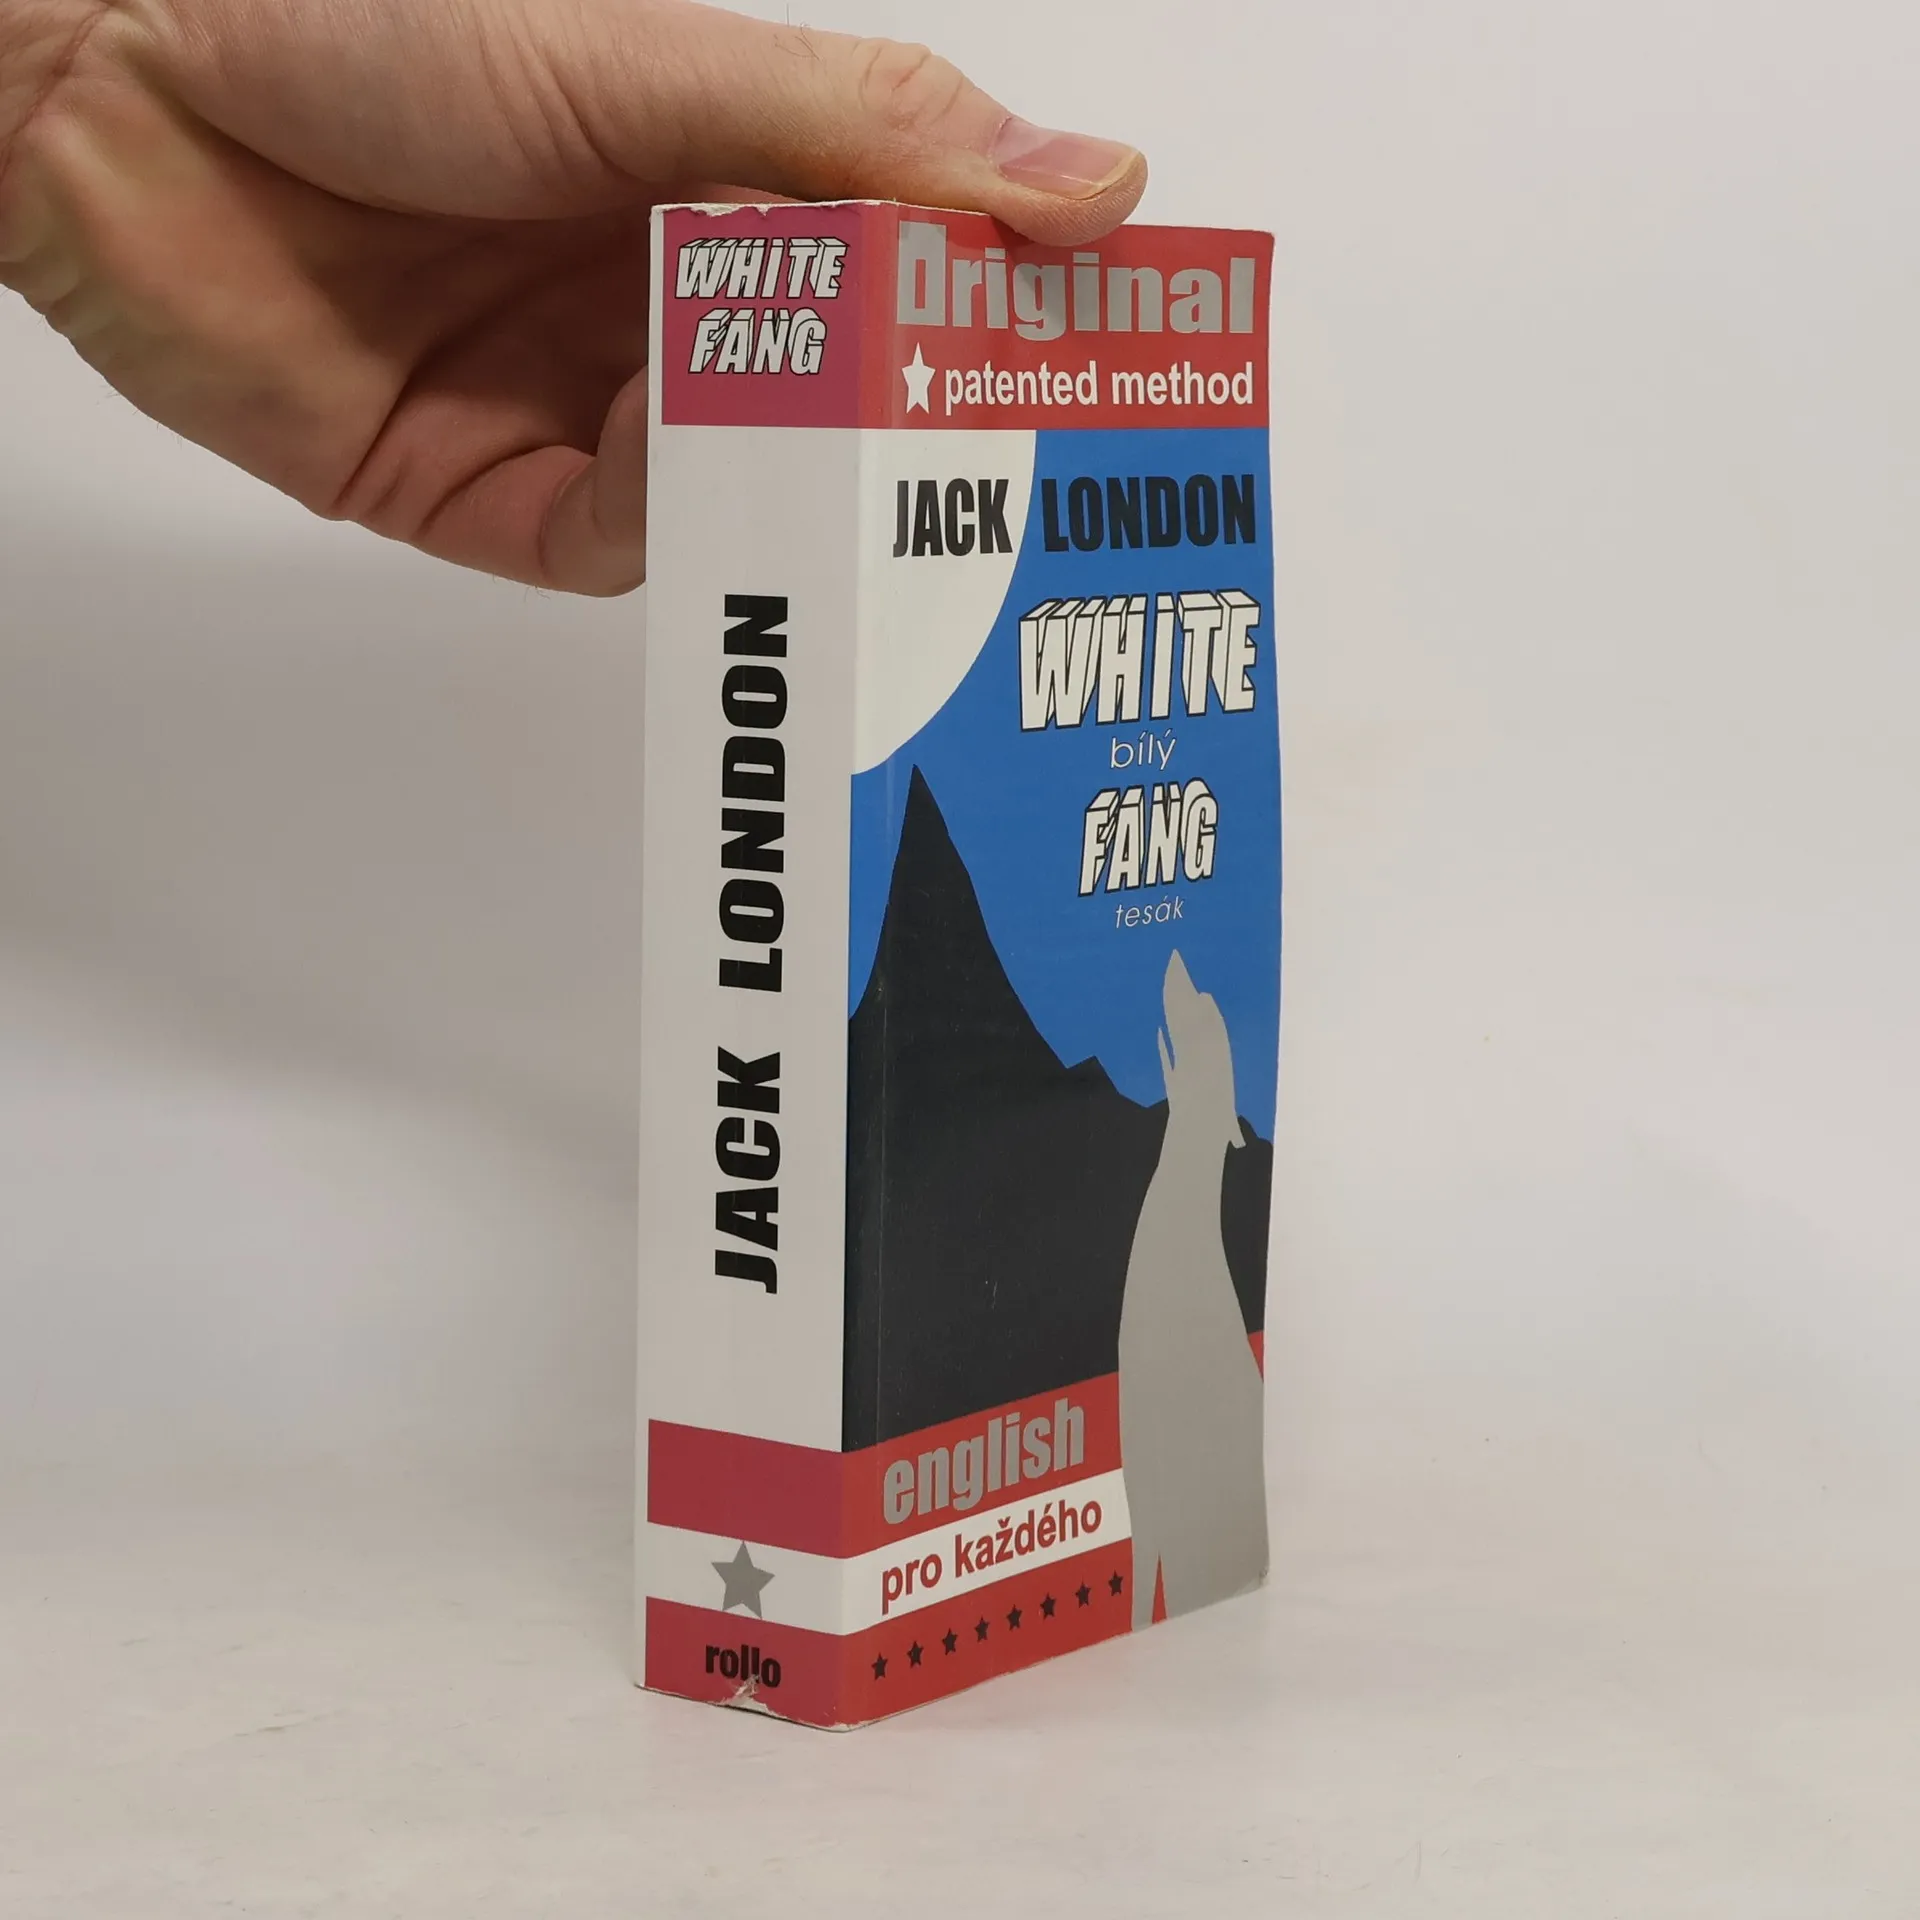 WHITE
FANG
JACK LONDON
rollo
Original
patented method
JACK LONDON
WHITE
bílý
FANG
tesák
english
pro každého